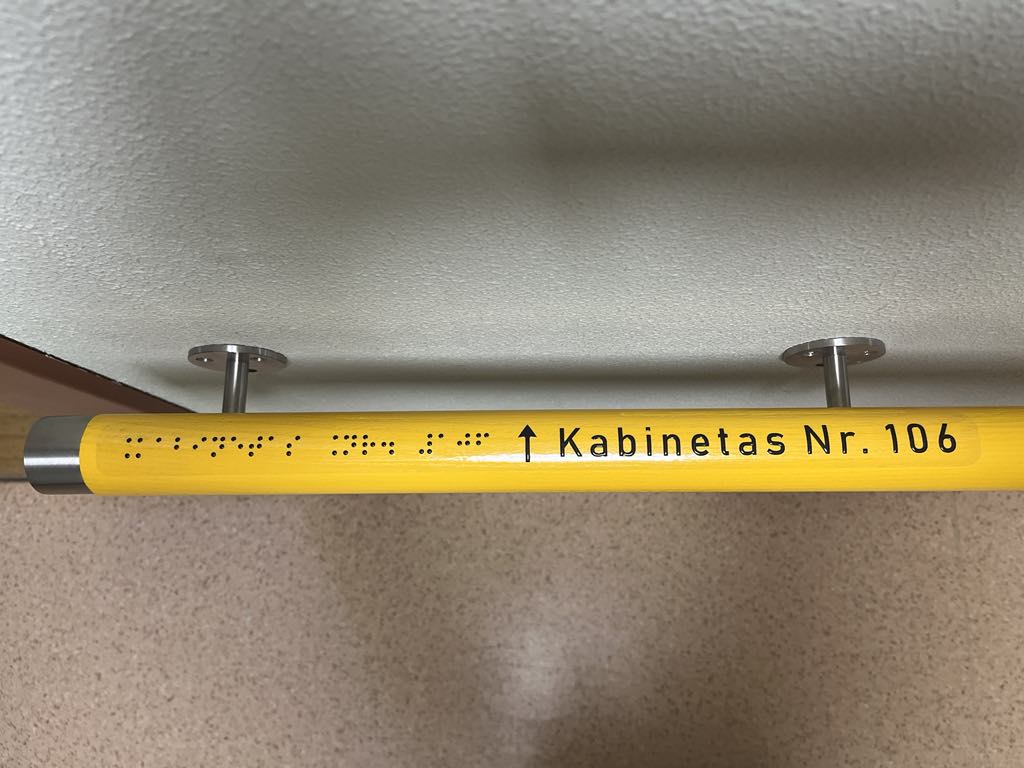 ⠨⠅⠁⠃⠊⠝⠑⠞⠁⠎ ⠨⠝⠗⠲ ⠼⠁⠚⠋ ↑ Kabinetas Nr. 106